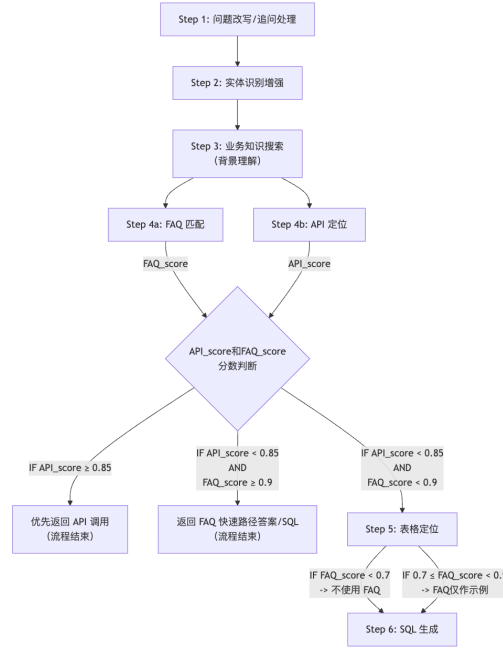 Step 1: 问题改写/追问处理
Step 2: 实体识别增强
Step 3: 业务知识搜索
（背景理解）
Step 4a: FAQ 匹配
Step 4b: API 定位
FAQ_score
API_score
API_score和FAQ_score
分数判断
IF API_score ≥ 0.85
IF API_score < 0.85
AND
FAQ_score ≥ 0.9
IF API_score < 0.85
AND
FAQ_score < 0.9
优先返回 API 调用
（流程结束）
返回 FAQ 快速路径答案/SQL
（流程结束）
Step 5: 表格定位
IF FAQ_score < 0.7
-> 不使用 FAQ
IF 0.7 ≤ FAQ_score < 0.
-> FAQ仅作示例
Step 6: SQL 生成